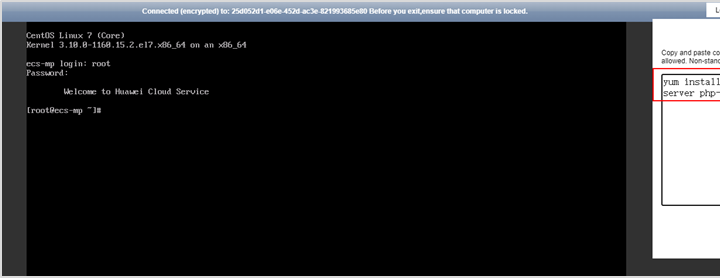 Connected (encrypted) to: 25d052d1-e06e-452d-ac3e-821993685e80 Before you exit,ensure that computer is locked.
CentOS Linux 7 (Core)
Kernel 3.10.0-1160.15.2.el7.x86_64 on an x86_64
ecs-mp login: root
Password:
Welcome to Huawei Cloud Service
[root@ecs-mp ~]#
Copy and paste co
allowed. Non-stand
yum install
server php-